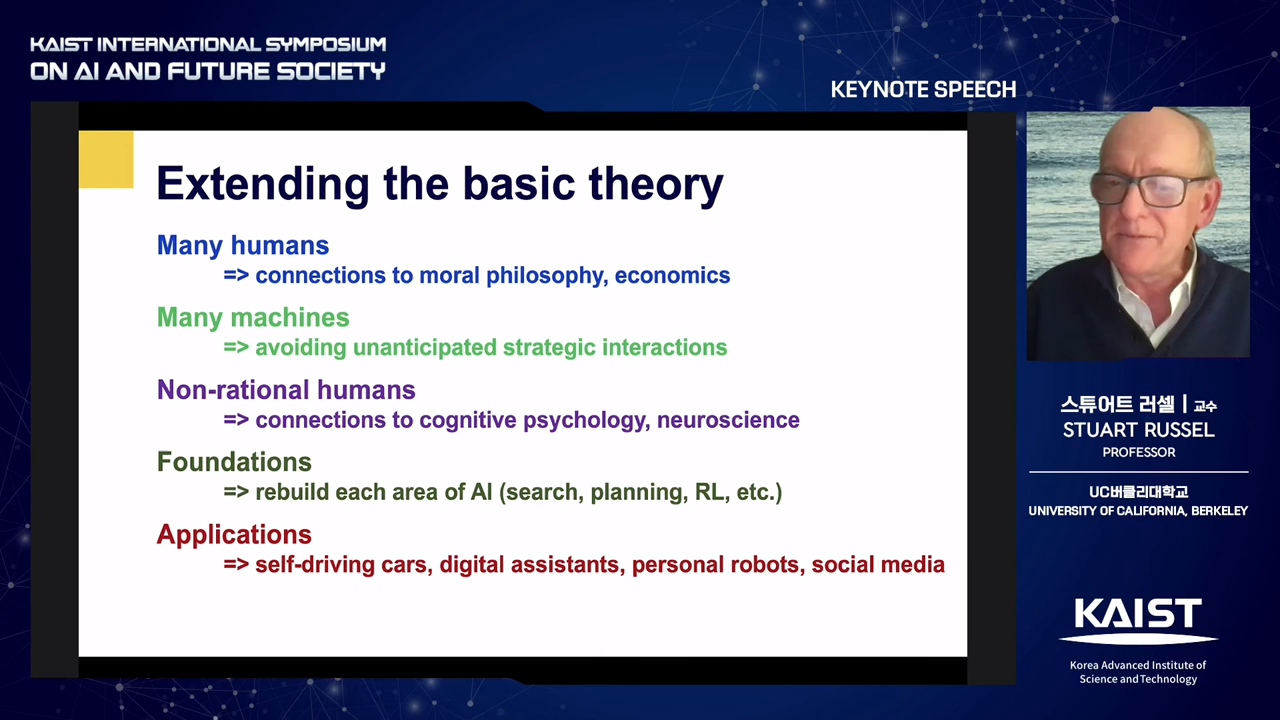 KAIST INTERNATIONAL SYMPOSIUM
ON AI AND FUTURE SOCIETY
KEYNOTE SPEECH
Extending the basic theory
Many humans
=> connections to moral philosophy, economics
Many machines
=> avoiding unanticipated strategic interactions
Non-rational humans
=> connections to cognitive psychology, neuroscience
Foundations
=> rebuild each area of AI (search, planning, RL, etc.)
Applications
=> self-driving cars, digital assistants, personal robots, social media
스튜어트 러셀 | 교수
STUART RUSSEL
PROFESSOR
UC버클리대학교
UNIVERSITY OF CALIFORNIA, BERKELEY
KAIST
Korea Advanced Institute of
Science and Technology